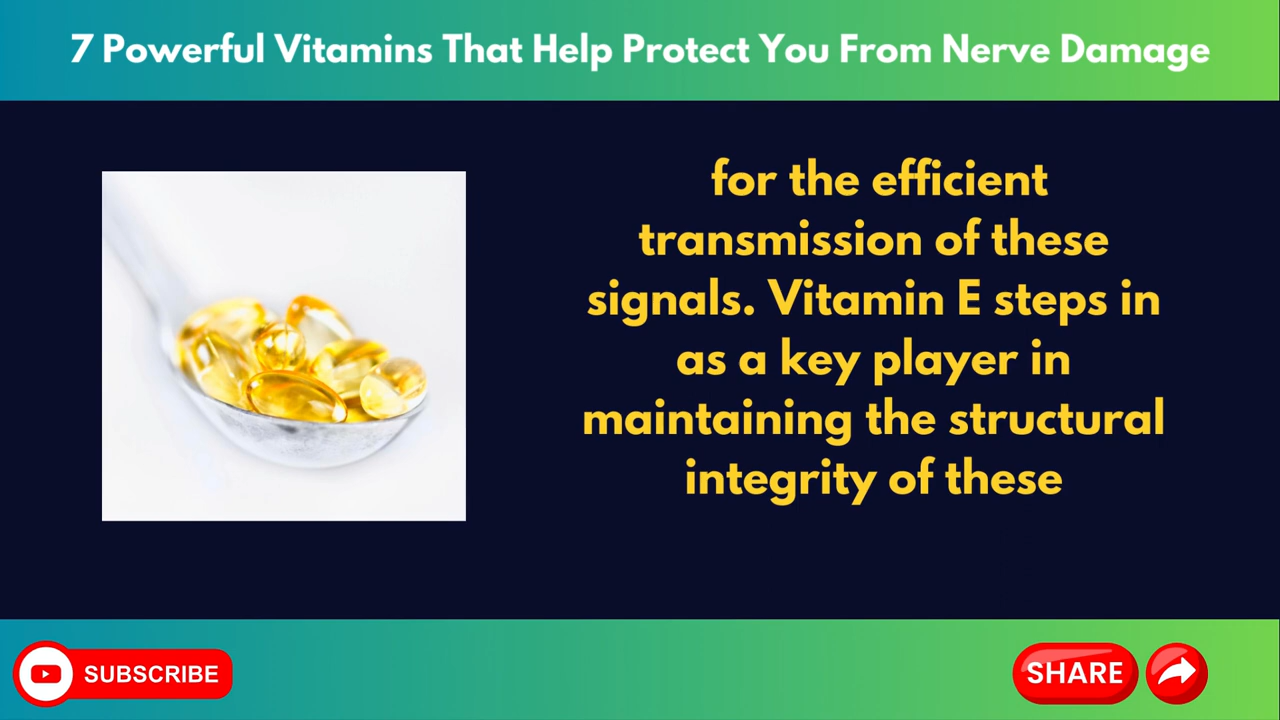 7 Powerful Vitamins That Help Protect You From Nerve Damage
for the efficient
transmission of these
signals. Vitamin E steps in
as a key player in
maintaining the structural
integrity of these
SUBSCRIBE
SHARE